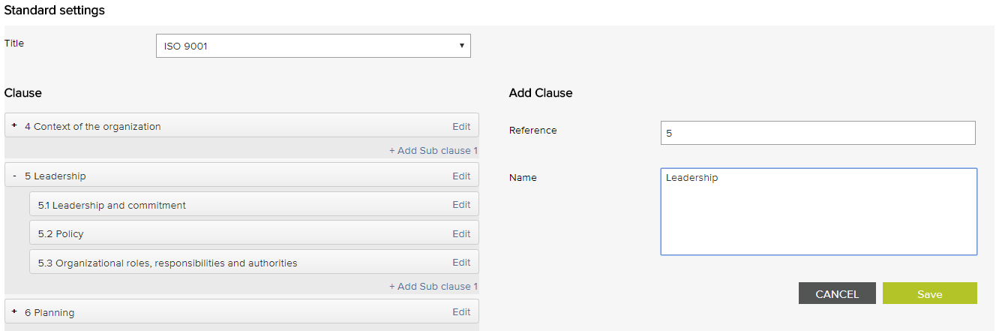 Standard settings
Title
ISO 9001
Clause
+ 4 Context of the organization Edit
+ Add Sub clause 1
- 5 Leadership Edit
5.1 Leadership and commitment Edit
5.2 Policy Edit
5.3 Organizational roles, responsibilities and authorities Edit
+ Add Sub clause 1
+ 6 Planning Edit
Add Clause
Reference
5
Name
Leadership
CANCEL
Save